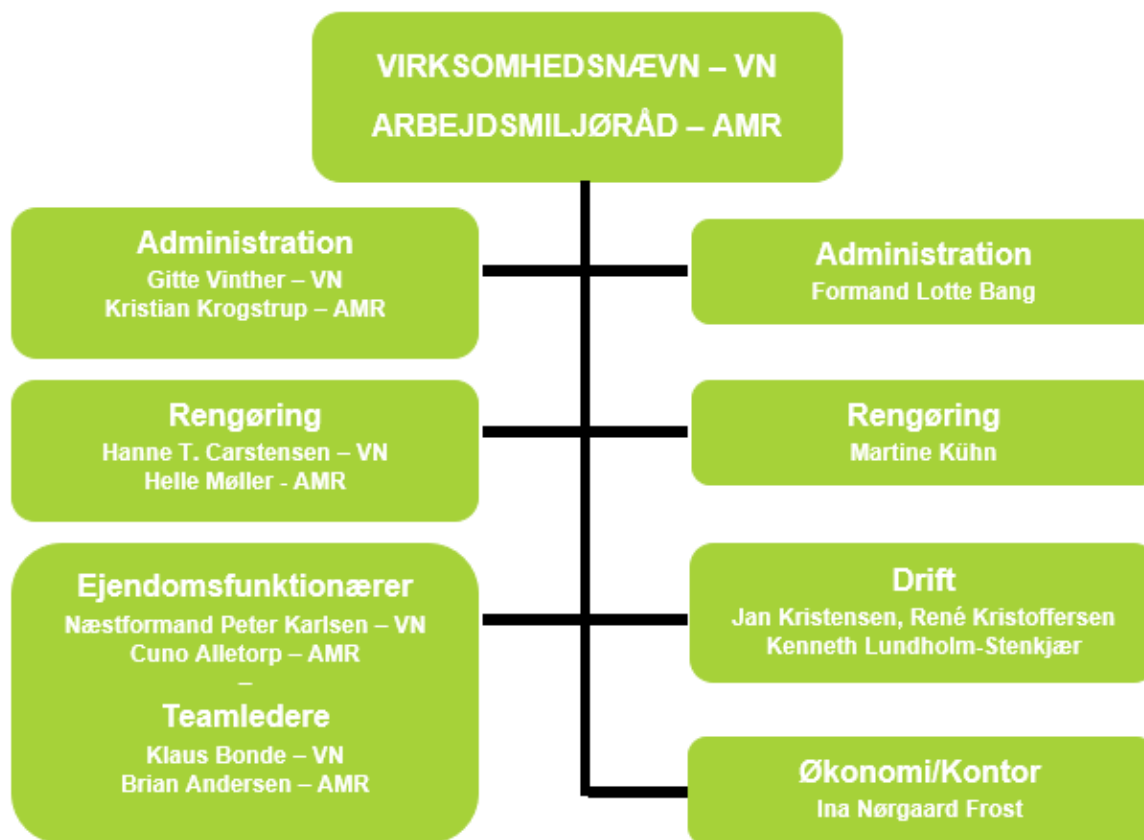 VIRKSOMHEDSNÆVN – VN
ARBEJDSMILJØRÅD – AMR
Administration
Gitte Vinther – VN
Kristian Krogstrup – AMR
Administration
Formand Lotte Bang
Rengøring
Hanne T. Carstensen – VN
Helle Møller - AMR
Rengøring
Martine Kühn
Ejendomsfunktionærer
Næstformand Peter Karlsen – VN
Cuno Alletorp – AMR
–
Teamledere
Klaus Bonde – VN
Brian Andersen – AMR
Drift
Jan Kristensen, René Kristoffersen
Kenneth Lundholm-Stenkjær
Økonomi/Kontor
Ina Nørgaard Frost